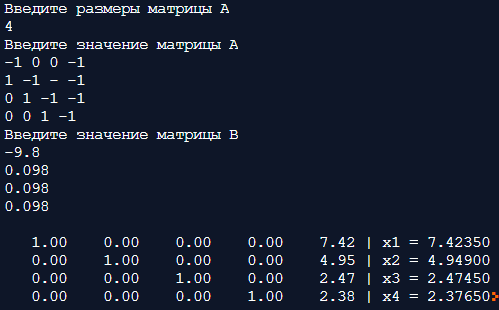 Введите размеры матрицы A
4
Введите значение матрицы A
-1 0 0 -1
1 -1 - -1
0 1 -1 -1
0 0 1 -1
Введите значение матрицы B
-9.8
0.098
0.098
0.098
1.00 0.00 0.00 0.00 7.42 | x1 = 7.42350
0.00 1.00 0.00 0.00 4.95 | x2 = 4.94900
0.00 0.00 1.00 0.00 2.47 | x3 = 2.47450
0.00 0.00 0.00 1.00 2.38 | x4 = 2.37650